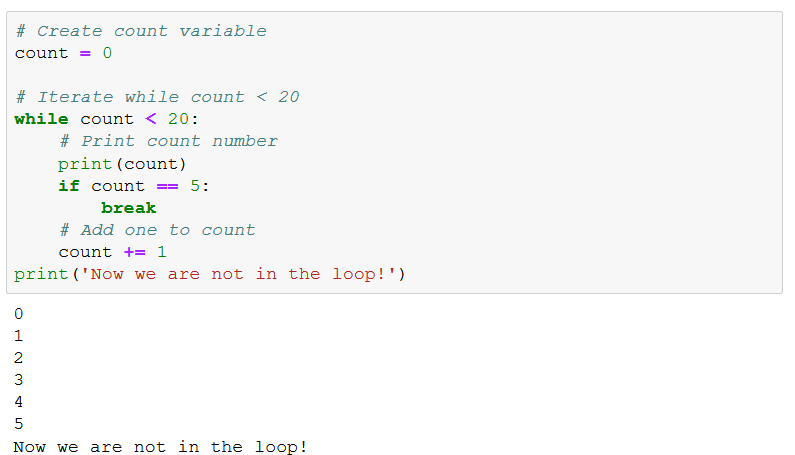 # Create count variable
count = 0
# Iterate while count < 20
while count < 20:
    # Print count number
    print(count)
    if count == 5:
        break
    # Add one to count
    count += 1
print('Now we are not in the loop!')
0
1
2
3
4
5
Now we are not in the loop!